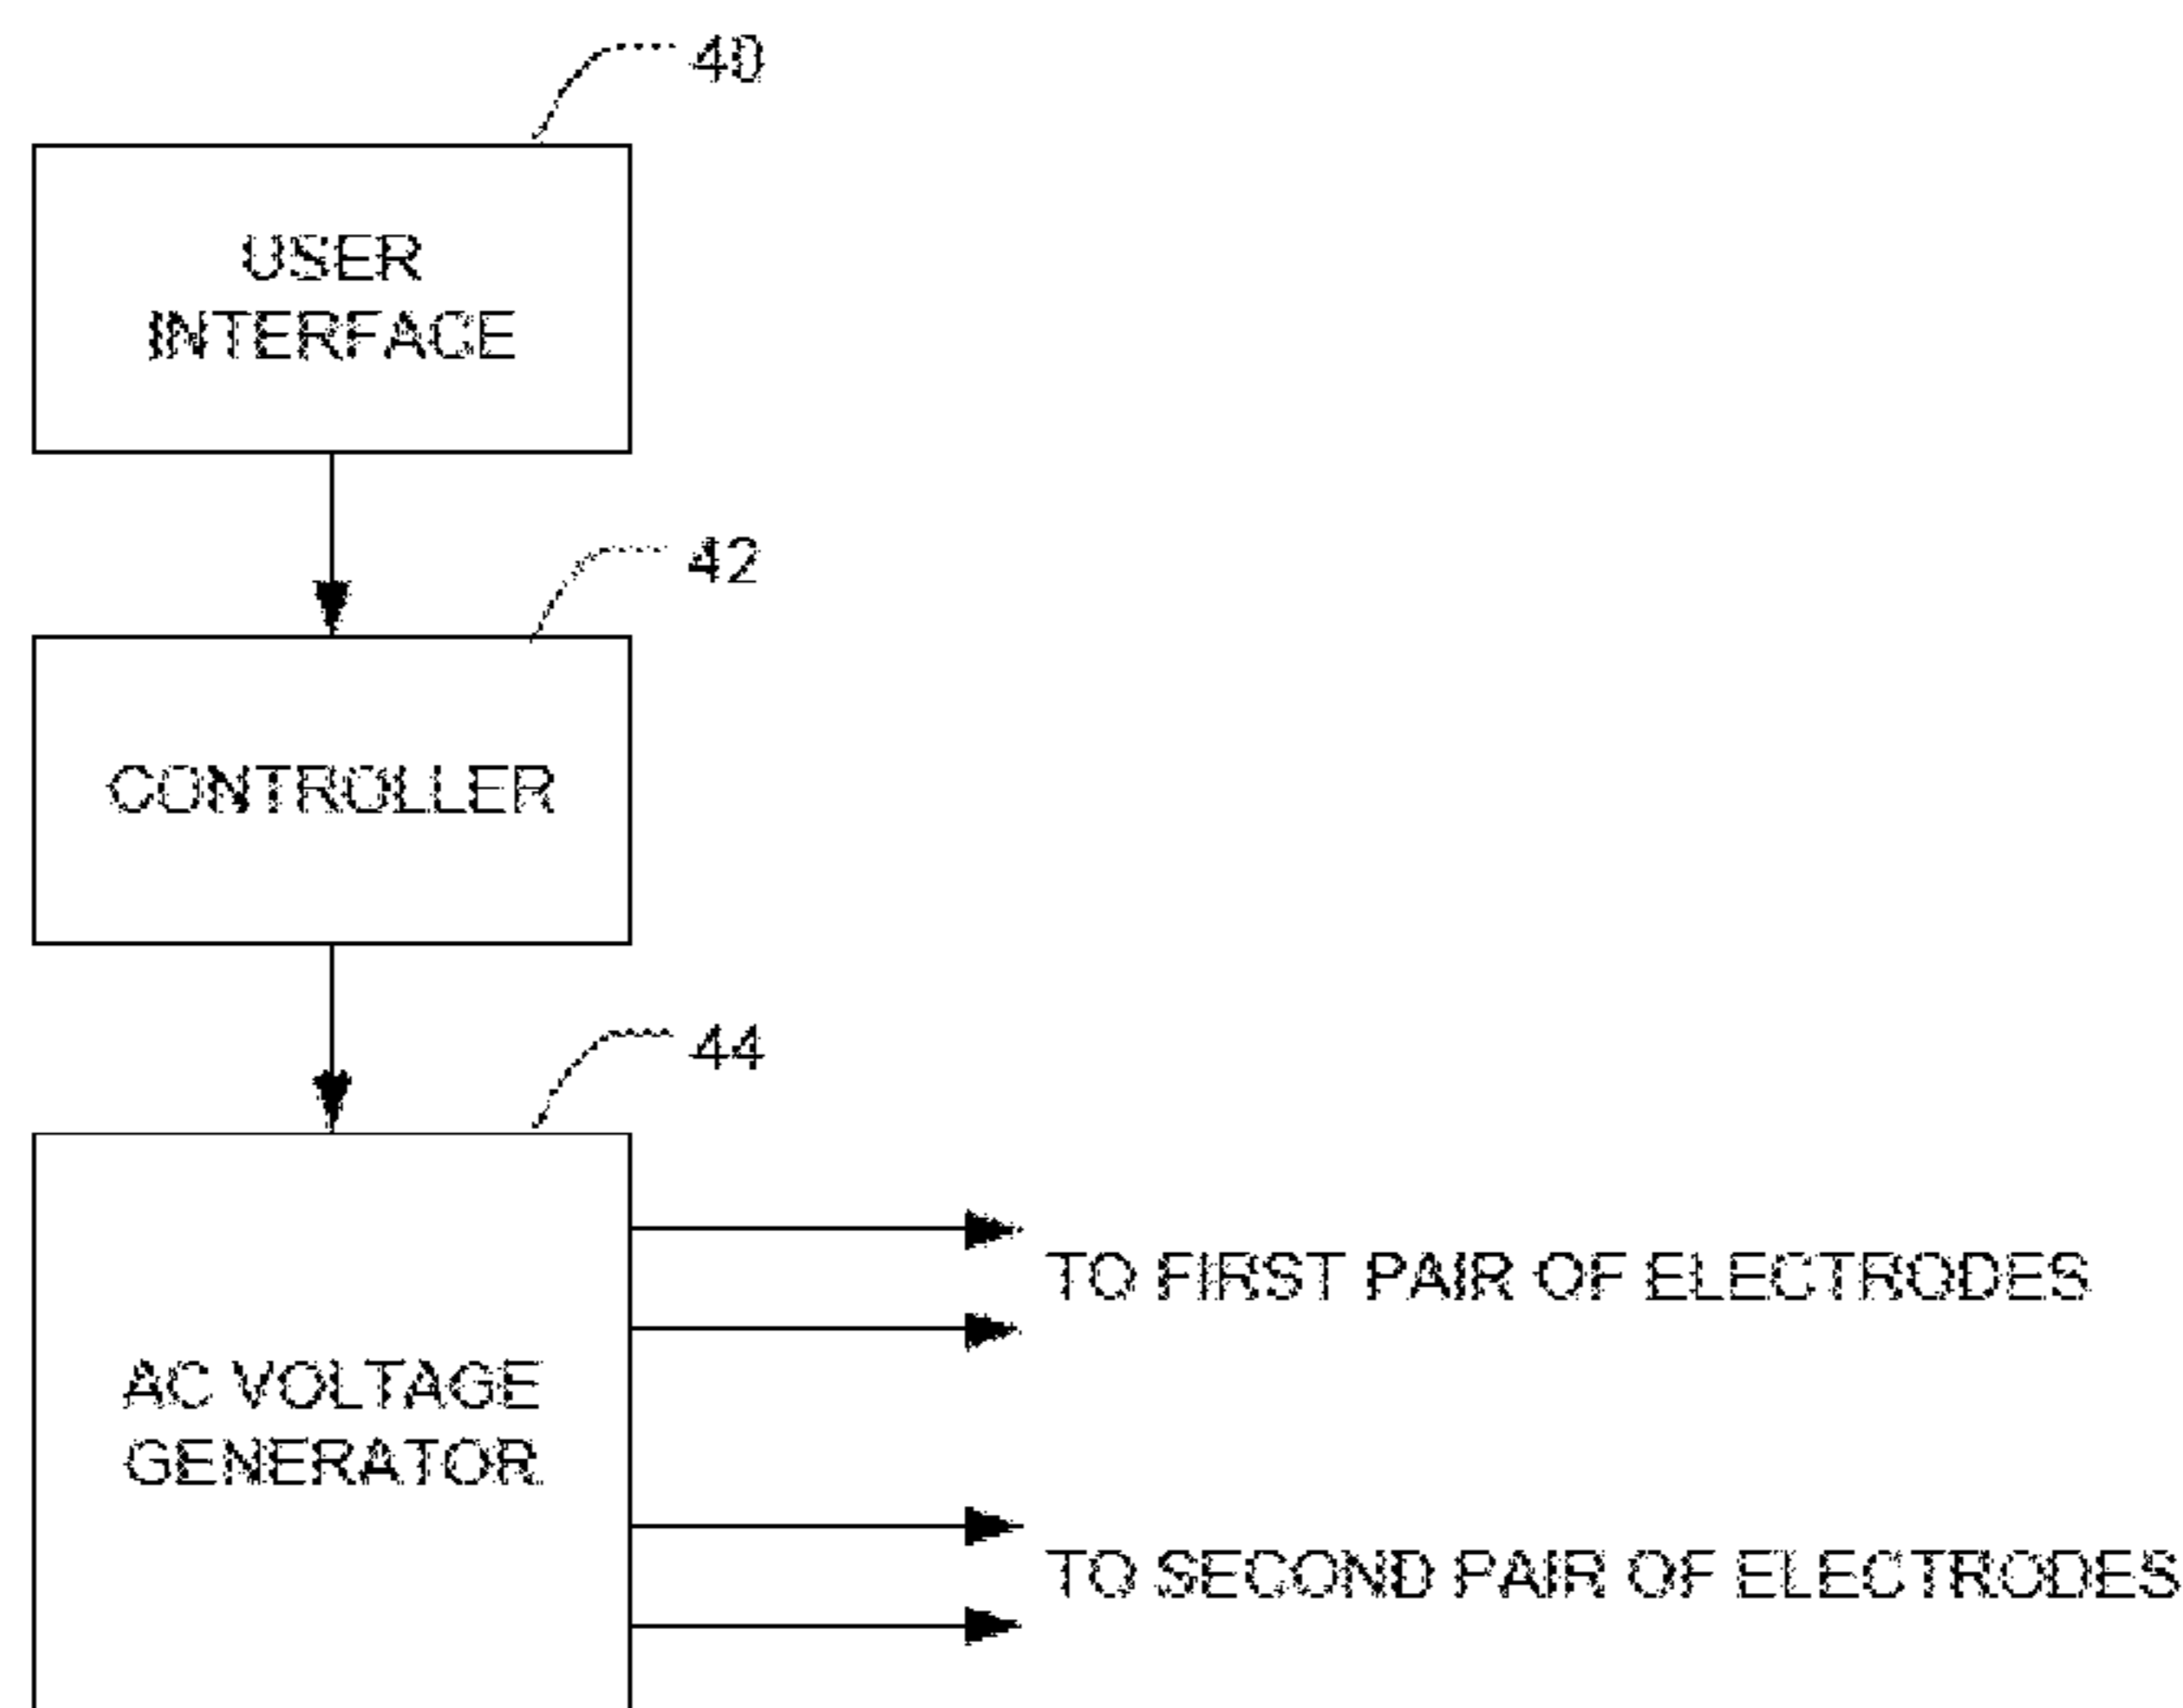 40
USER
INTERFACE
42
CONTROLLER
44
TO FIRST PAIR OF ELECTRODES
AC VOLTAGE
GENERATOR
TO SECOND PAIR OF ELECTRODES